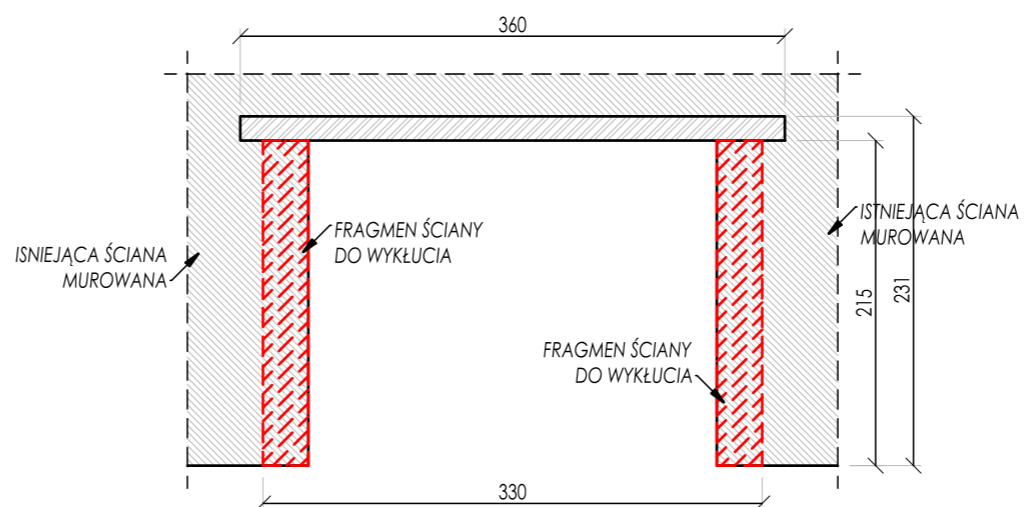 360
FRAGMEN ŚCIANY
DO WYKŁUCIA
ISNIEJĄCA ŚCIANA
MUROWANA
ISTNIEJĄCA ŚCIANA
MUROWANA
215
231
FRAGMEN ŚCIANY
DO WYKŁUCIA
330